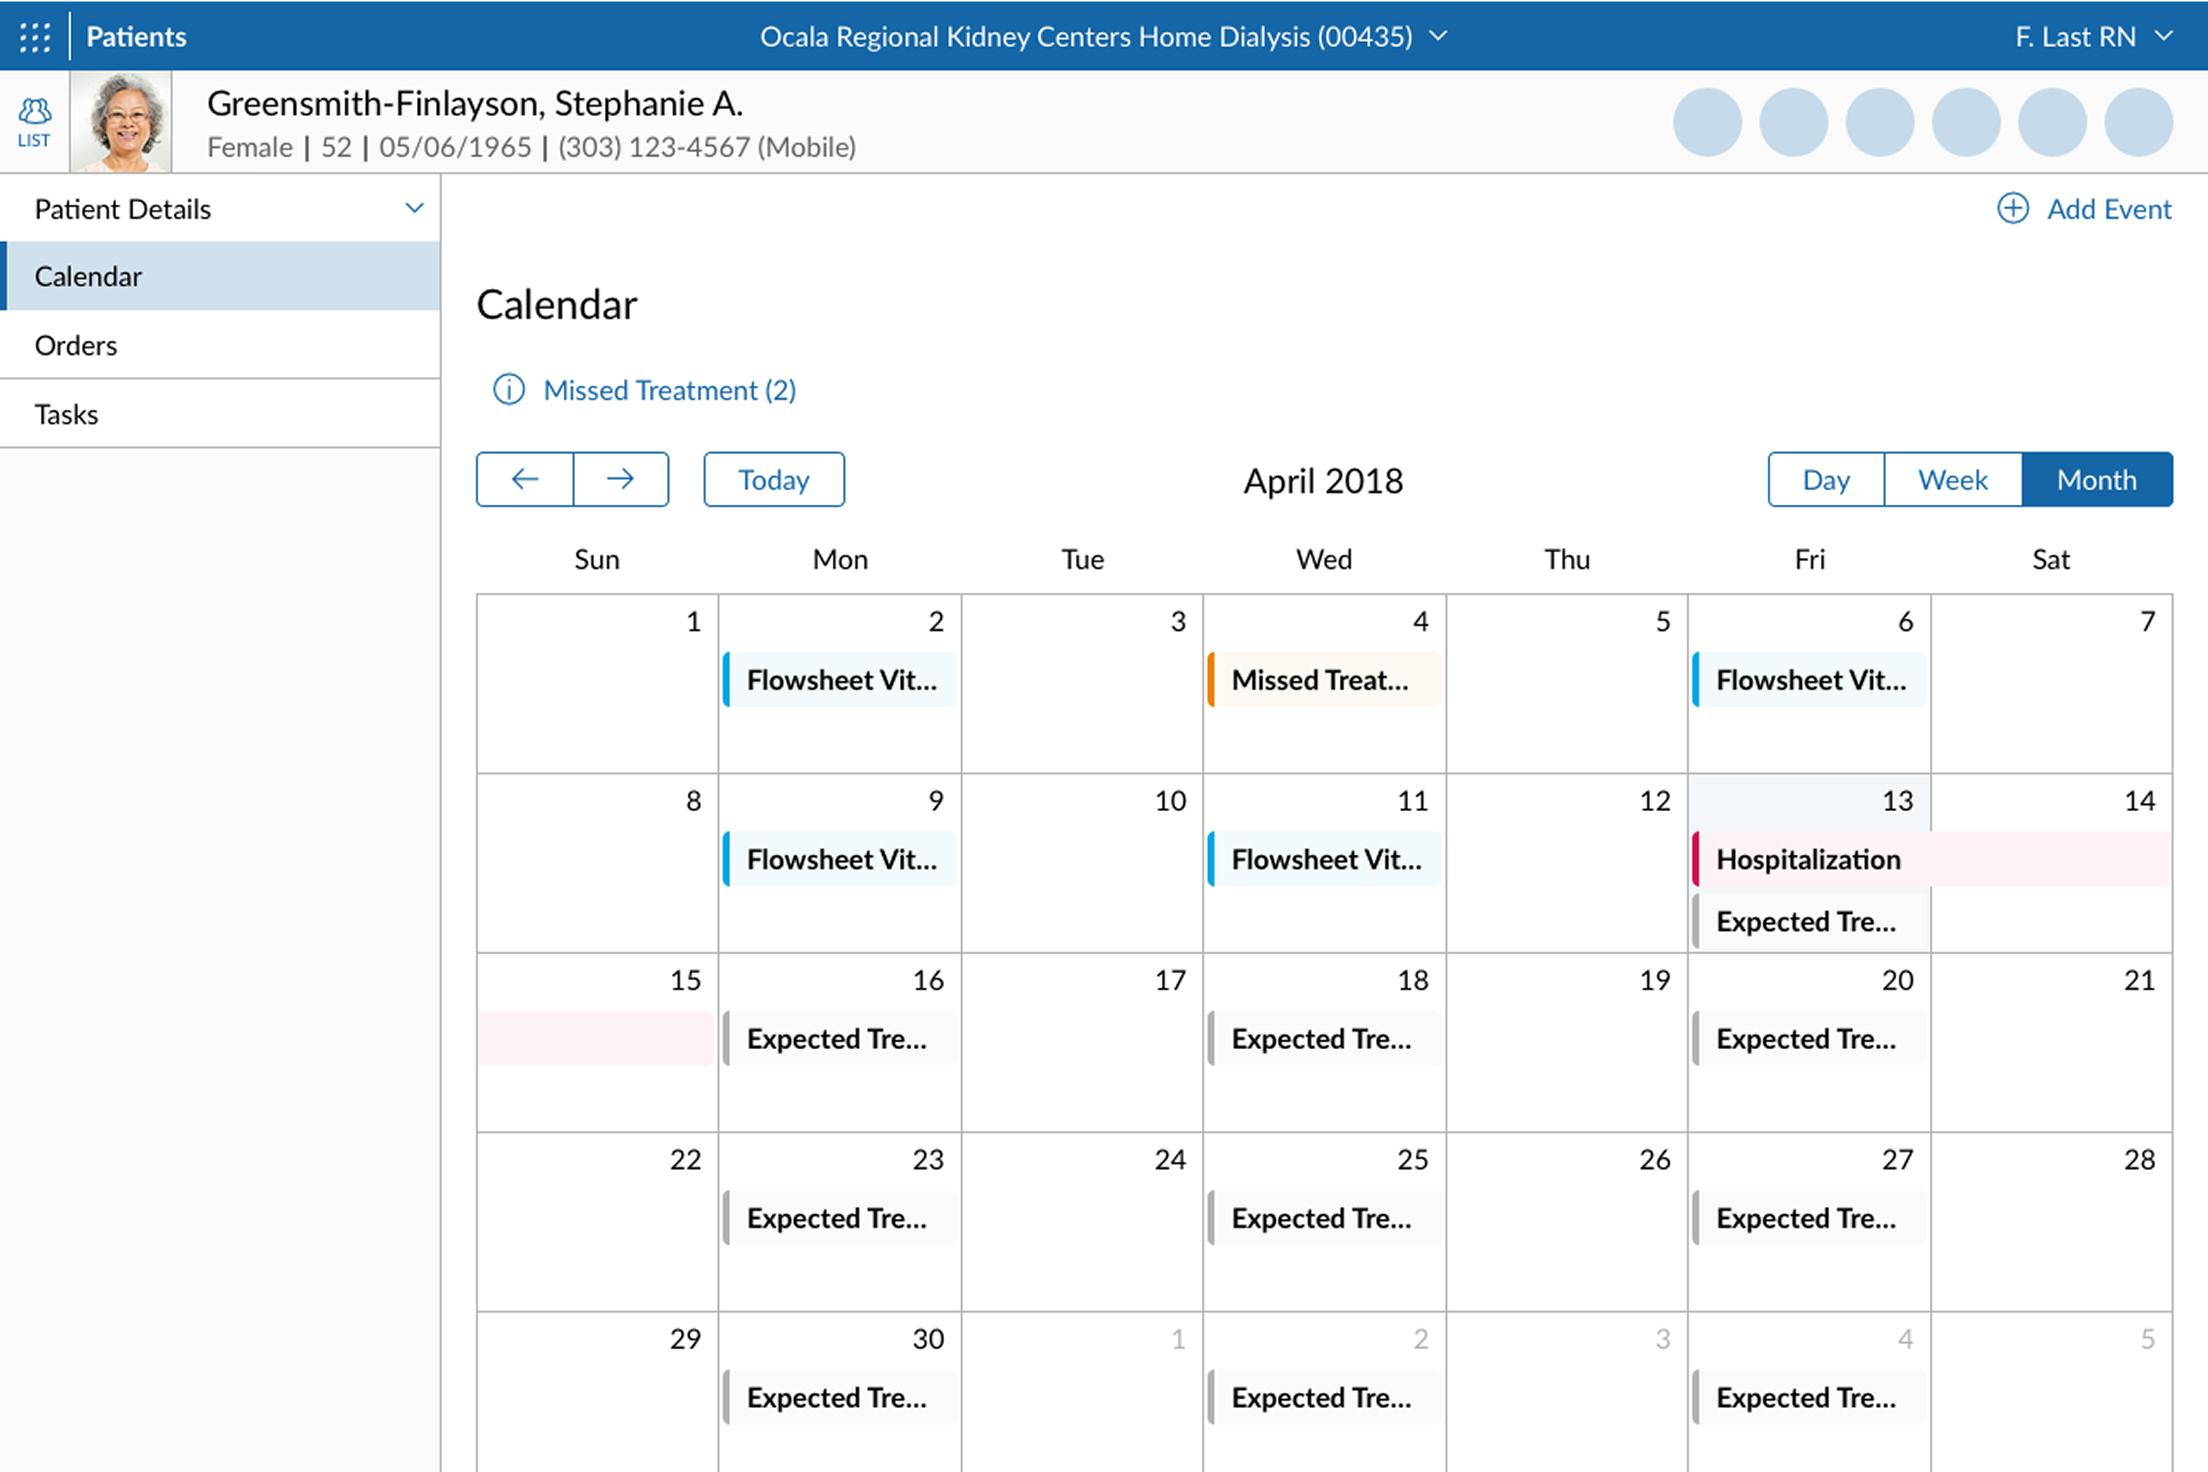 Patients
Ocala Regional Kidney Centers Home Dialysis (00435)
F. Last RN
LIST
Greensmith-Finlayson, Stephanie A.
Female | 52 | 05/06/1965 | (303) 123-4567 (Mobile)
Patient Details
Add Event
Calendar
Orders
Tasks
Calendar
Missed Treatment (2)
Today
April 2018
Day Week Month
Sun Mon Tue Wed Thu Fri Sat
1 2 3 4 5 6 7
Flowsheet Vit... Missed Treat... Flowsheet Vit...
8 9 10 11 12 13 14
Flowsheet Vit... Flowsheet Vit... Hospitalization
Expected Tre...
15 16 17 18 19 20 21
Expected Tre... Expected Tre... Expected Tre...
22 23 24 25 26 27 28
Expected Tre... Expected Tre... Expected Tre...
29 30 1 2 3 4 5
Expected Tre... Expected Tre... Expected Tre...